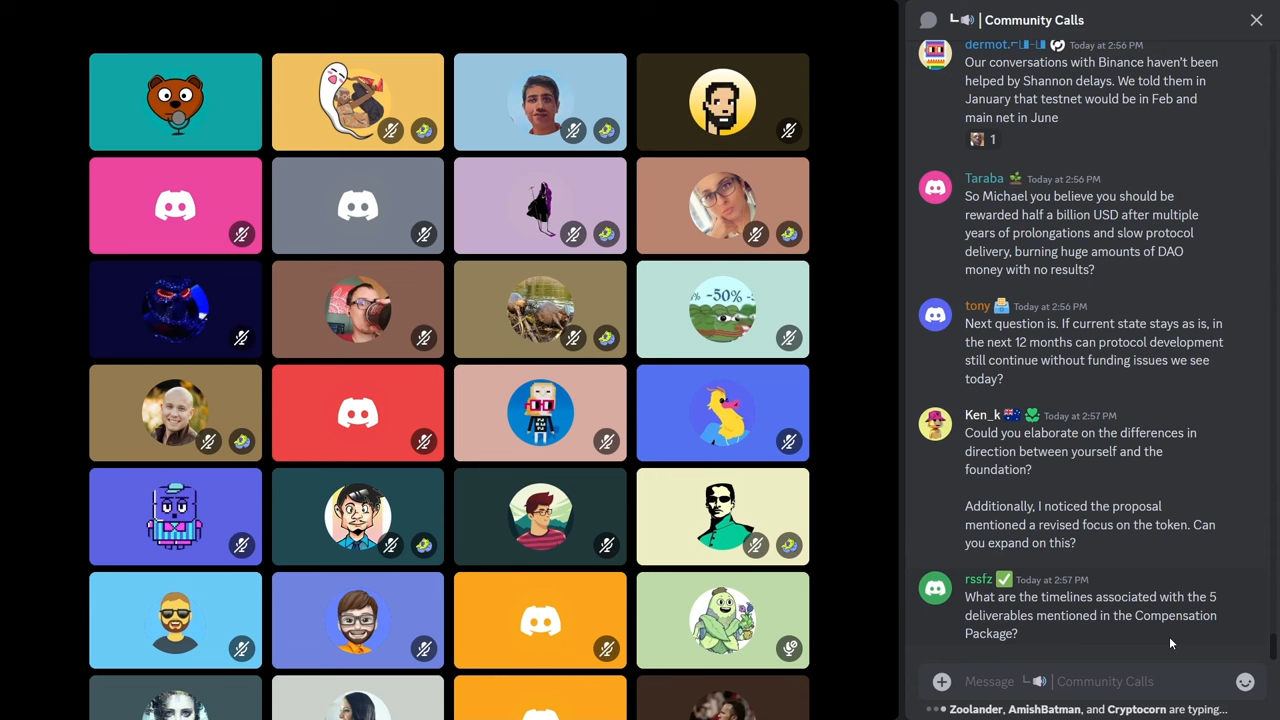 Community Calls
dermot. Today at 2:56 PM
Our conversations with Binance haven't been
helped by Shannon delays. We told them in
January that testnet would be in Feb and
main net in June
1
Taraba Today at 2:56 PM
So Michael you believe you should be
rewarded half a billion USD after multiple
years of prolongations and slow protocol
delivery, burning huge amounts of DAO
money with no results?
tony Today at 2:56 PM
Next question is. If current state stays as is, in
the next 12 months can protocol development
still continue without funding issues we see
today?
Ken_k Today at 2:57 PM
Could you elaborate on the differences in
direction between yourself and the
foundation?
Additionally, I noticed the proposal
mentioned a revised focus on the token. Can
you expand on this?
rssfz Today at 2:57 PM
What are the timelines associated with the 5
deliverables mentioned in the Compensation
Package?
Message Community Calls
Zoolander, AmishBatman, and Cryptocorn are typing...
-50%